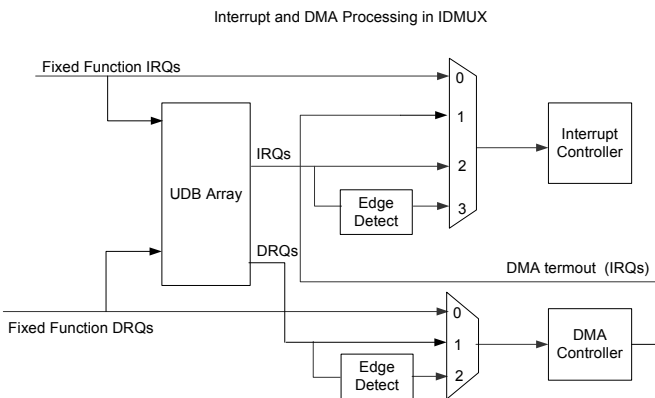 Interrupt and DMA Processing in IDMUX
Fixed Function IRQs
0
1
Interrupt
Controller
IRQs
2
UDB Array
Edge
Detect
3
DRQs
DMA termout (IRQs)
0
Fixed Function DRQs
1
DMA
Controller
Edge
Detect
2